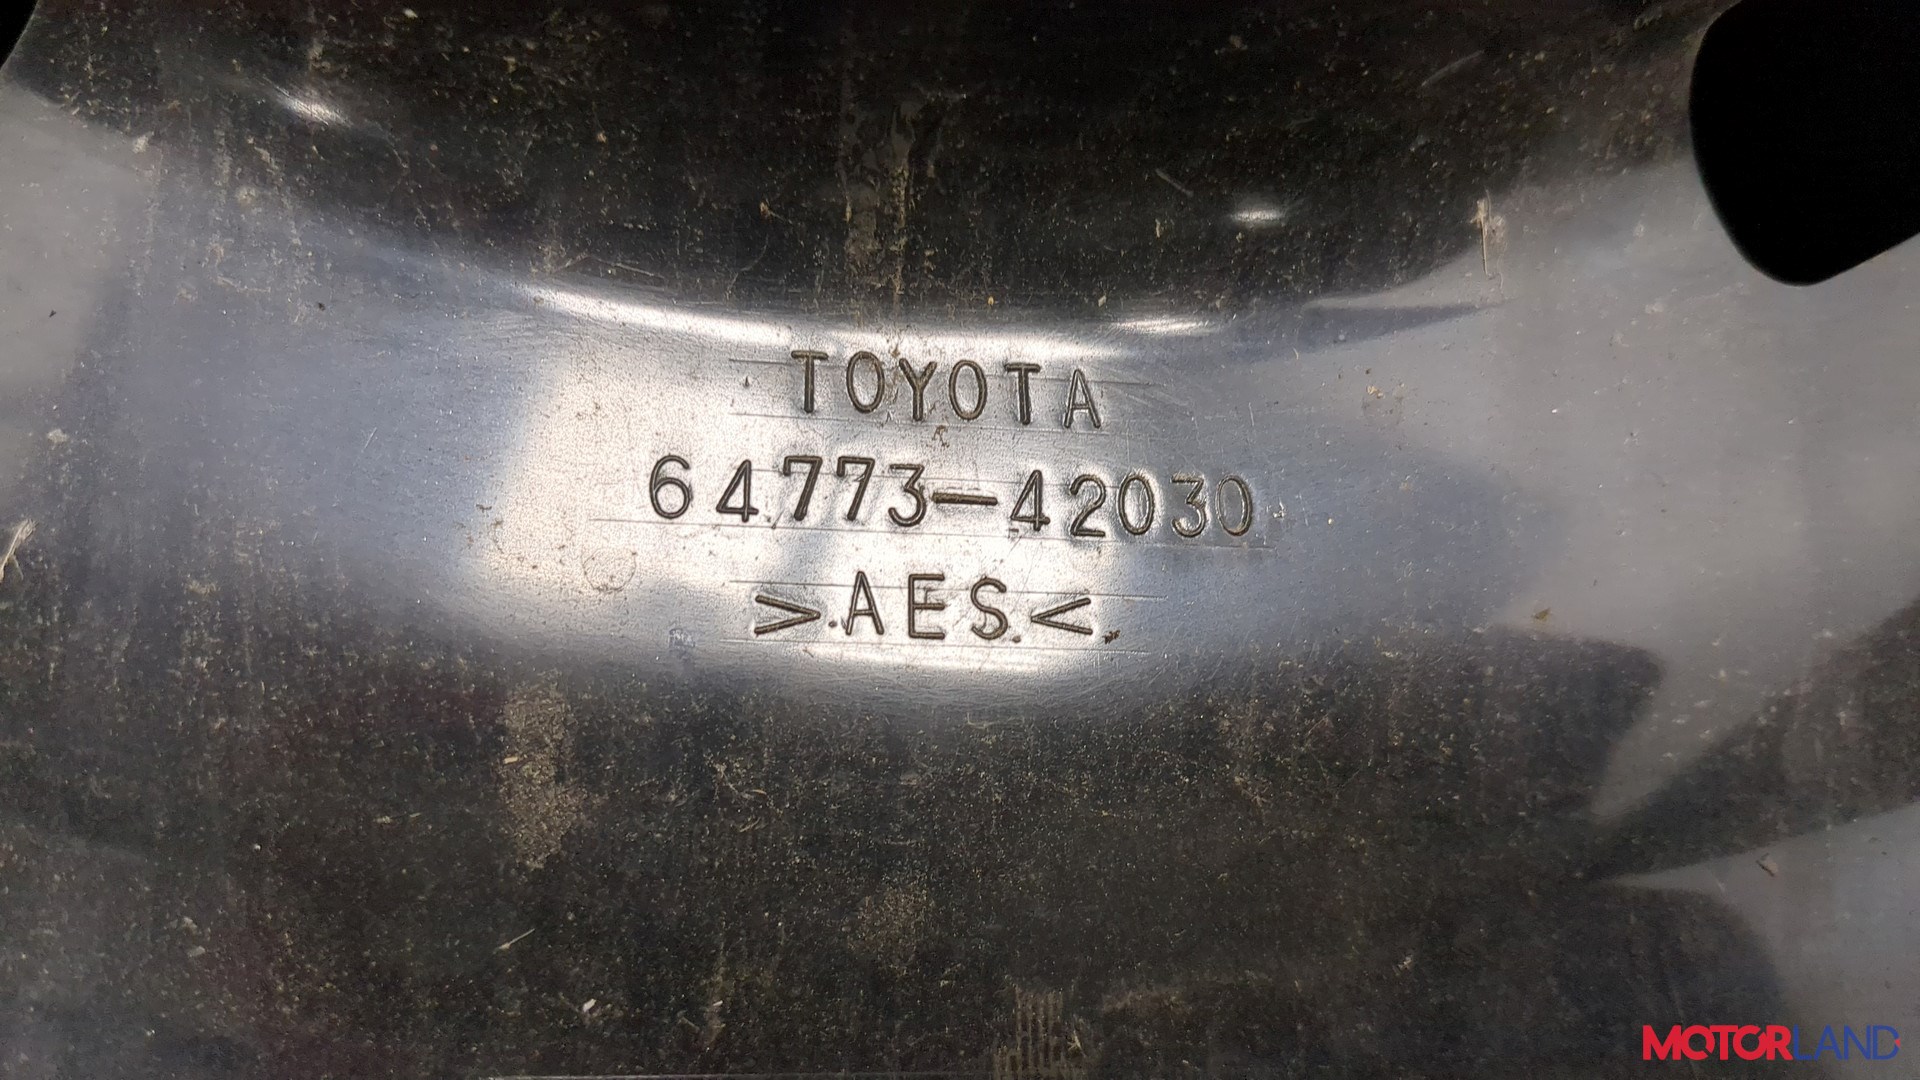 TOYOTA
64773-42030
>AES<
MOTORLAND